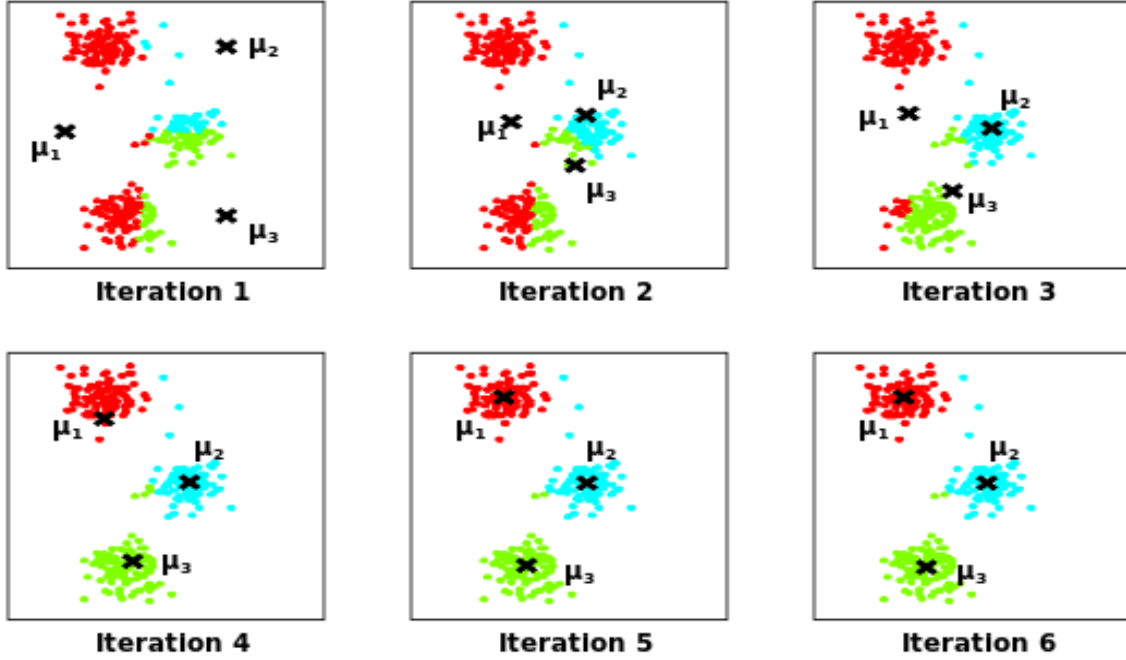 μ2
μ1
μ3
Iteration 1
μ2
μ1
μ3
Iteration 2
μ2
μ1
μ3
Iteration 3
μ1
μ2
μ3
Iteration 4
μ1
μ2
μ3
Iteration 5
μ1
μ2
μ3
Iteration 6